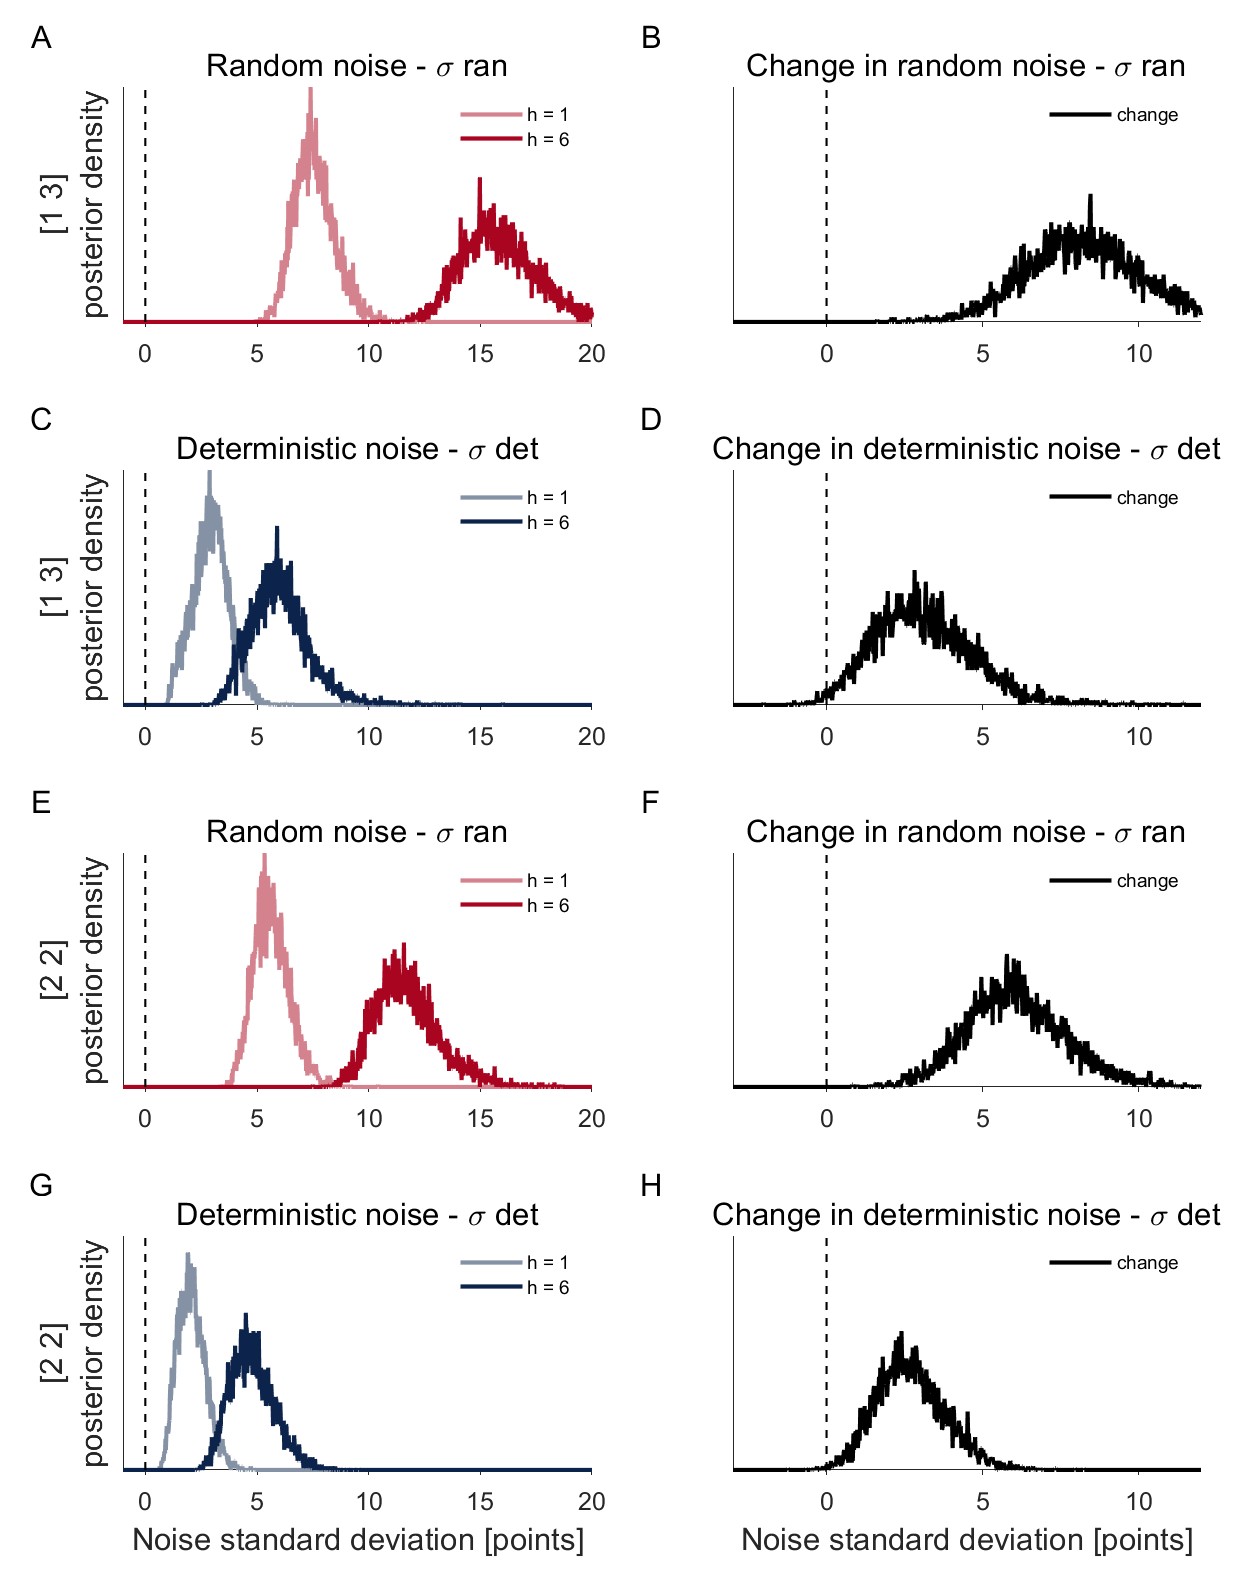 A
Random noise - σ ran
h = 1
h = 6
[1 3]
posterior density
0 5 10 15 20
B
Change in random noise - σ ran
change
0 5 10
C
Deterministic noise - σ det
h = 1
h = 6
[1 3]
posterior density
0 5 10 15 20
D
Change in deterministic noise - σ det
change
0 5 10
E
Random noise - σ ran
h = 1
h = 6
[2 2]
posterior density
0 5 10 15 20
F
Change in random noise - σ ran
change
0 5 10
G
Deterministic noise - σ det
h = 1
h = 6
[2 2]
posterior density
0 5 10 15 20
Noise standard deviation [points]
H
Change in deterministic noise - σ det
change
0 5 10
Noise standard deviation [points]